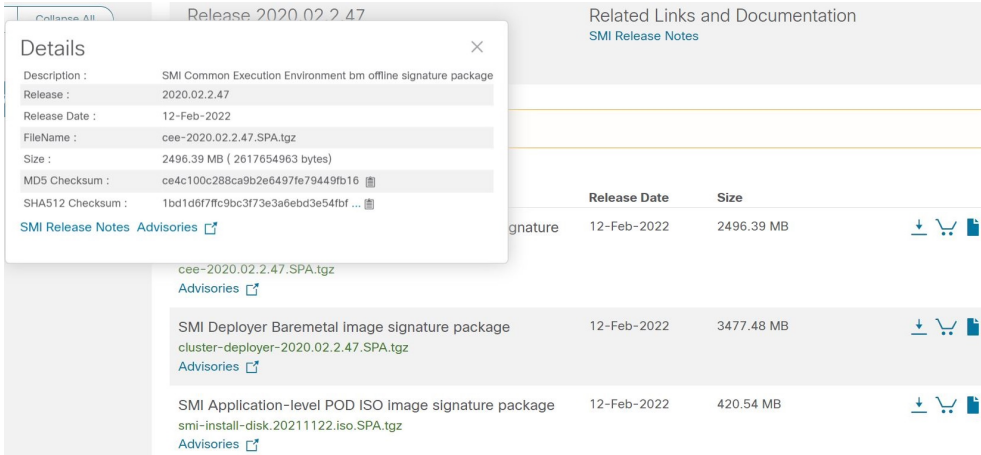 Collapse All
Release 2020.02.2.47
Related Links and Documentation
SMI Release Notes
Details
Description : SMI Common Execution Environment bm offline signature package
Release : 2020.02.2.47
Release Date : 12-Feb-2022
FileName : cee-2020.02.2.47.SPA.tgz
Size : 2496.39 MB ( 2617654963 bytes)
MD5 Checksum : ce4c100c288ca9b2e6497fe79449fb16
SHA512 Checksum : 1bd1d6f7ffc9bc3f73e3a6ebd3e54fbf ...
SMI Release Notes Advisories
Release Date Size
gnature 12-Feb-2022 2496.39 MB
cee-2020.02.2.47.SPA.tgz
Advisories
SMI Deployer Baremetal image signature package 12-Feb-2022 3477.48 MB
cluster-deployer-2020.02.2.47.SPA.tgz
Advisories
SMI Application-level POD ISO image signature package 12-Feb-2022 420.54 MB
smi-install-disk.20211122.iso.SPA.tgz
Advisories